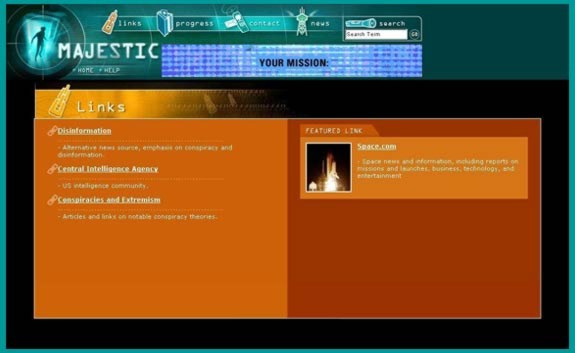 links
progress
contact
news
search
Search Term
GO
MAJESTIC
HOME HELP
YOUR MISSION:
Links
Disinformation
- Alternative news source, emphasis on conspiracy and
disinformation.
Central Intelligence Agency
- US intelligence community.
Conspiracies and Extremism
- Articles and links on notable conspiracy theories.
FEATURED LINK
Space.com
- Space news and information, including reports on
missions and launches, business, technology, and
entertainment